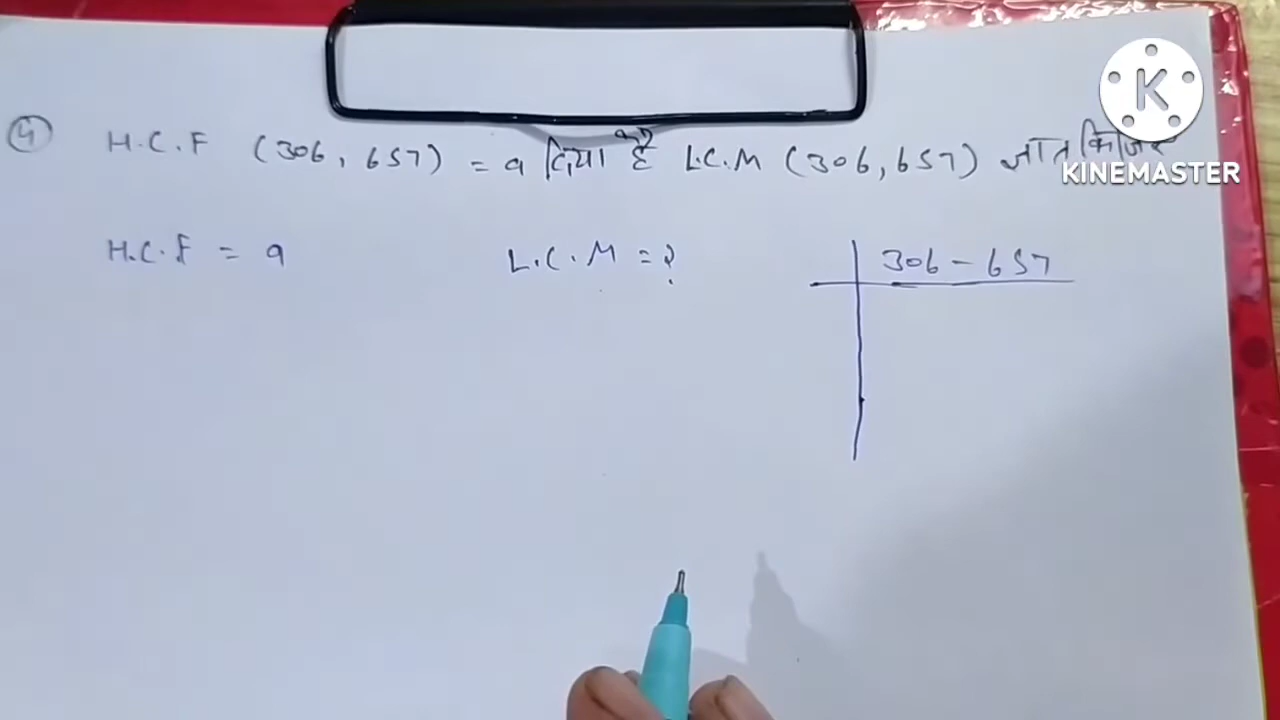 ④ H.C.F (306, 657) = 9 दिया है L.C.M (306, 657) ज्ञात किजिए
H.C.F = 9 L.C.M = ? 306 - 657
K
KINEMASTER